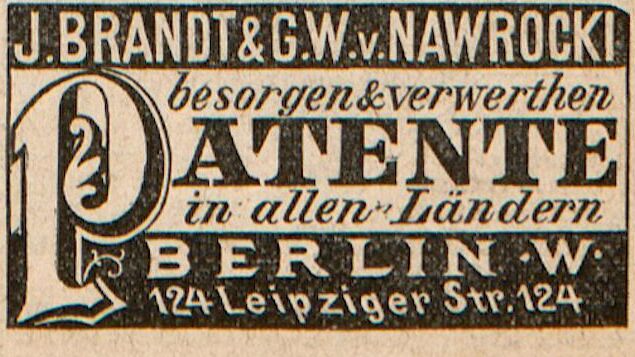 J. BRANDT & G.W. v. NAWROCKI
besorgen & verwerthen
PATENTE
in allen Ländern
BERLIN · W ·
124 Leipziger Str. 124